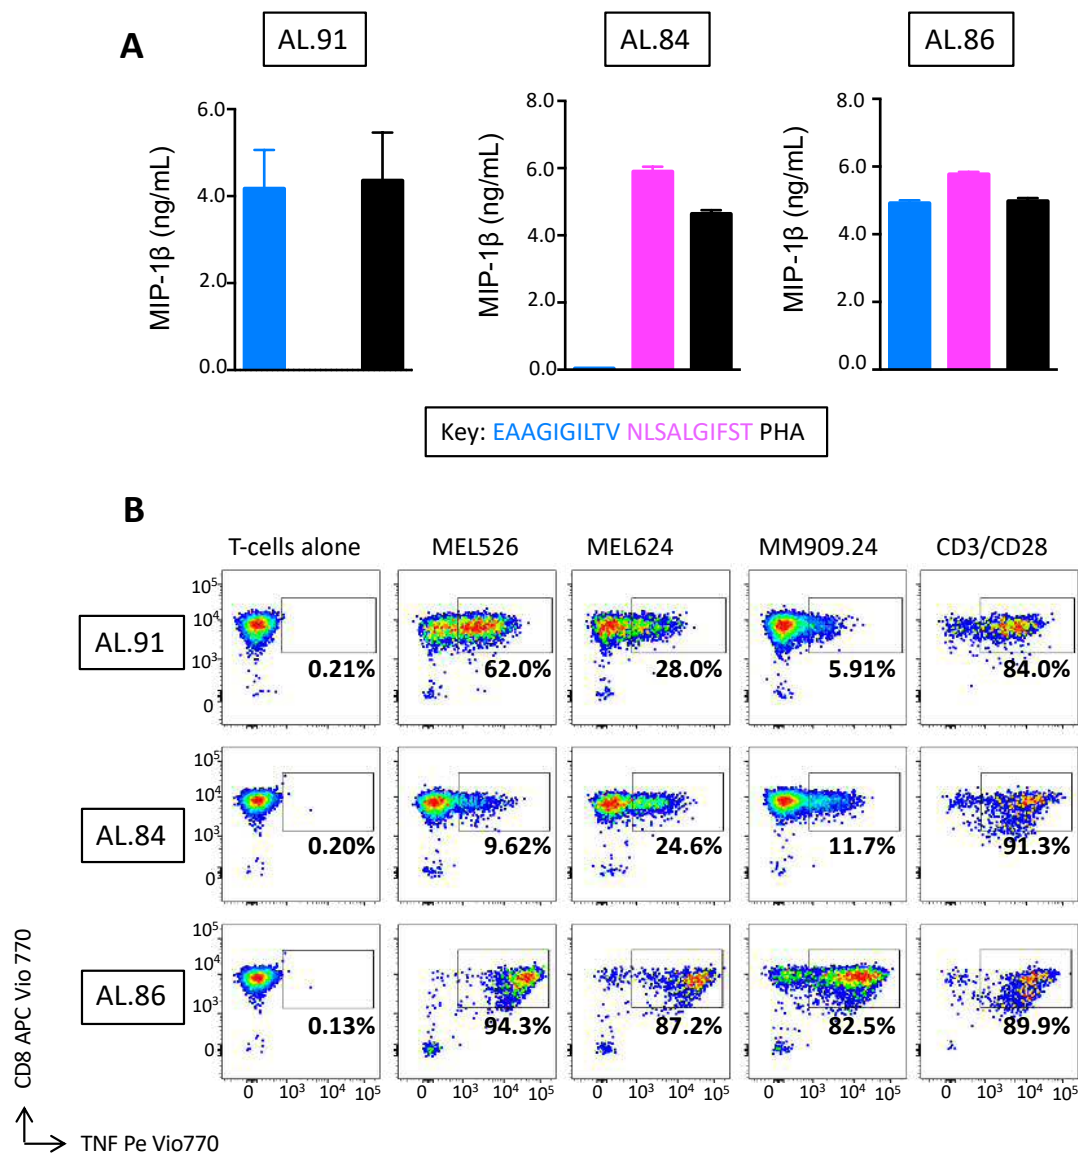 A
AL.91
AL.84
AL.86
MIP-1β (ng/mL)
6.0
4.0
2.0
0.0
MIP-1β (ng/mL)
8.0
6.0
4.0
2.0
0.0
MIP-1β (ng/mL)
8.0
6.0
4.0
2.0
0.0
Key: EAAGIGILTV NLSALGIFST PHA
B
T-cells alone MEL526 MEL624 MM909.24 CD3/CD28
AL.91
10⁵
10⁴
10³
0
0.21% 62.0% 28.0% 5.91% 84.0%
AL.84
10⁵
10⁴
10³
0
0.20% 9.62% 24.6% 11.7% 91.3%
AL.86
10⁵
10⁴
10³
0
0.13% 94.3% 87.2% 82.5% 89.9%
0 10³ 10⁴ 10⁵ 0 10³ 10⁴ 10⁵ 0 10³ 10⁴ 10⁵ 0 10³ 10⁴ 10⁵ 0 10³ 10⁴ 10⁵
CD8 APC Vio 770
TNF Pe Vio770